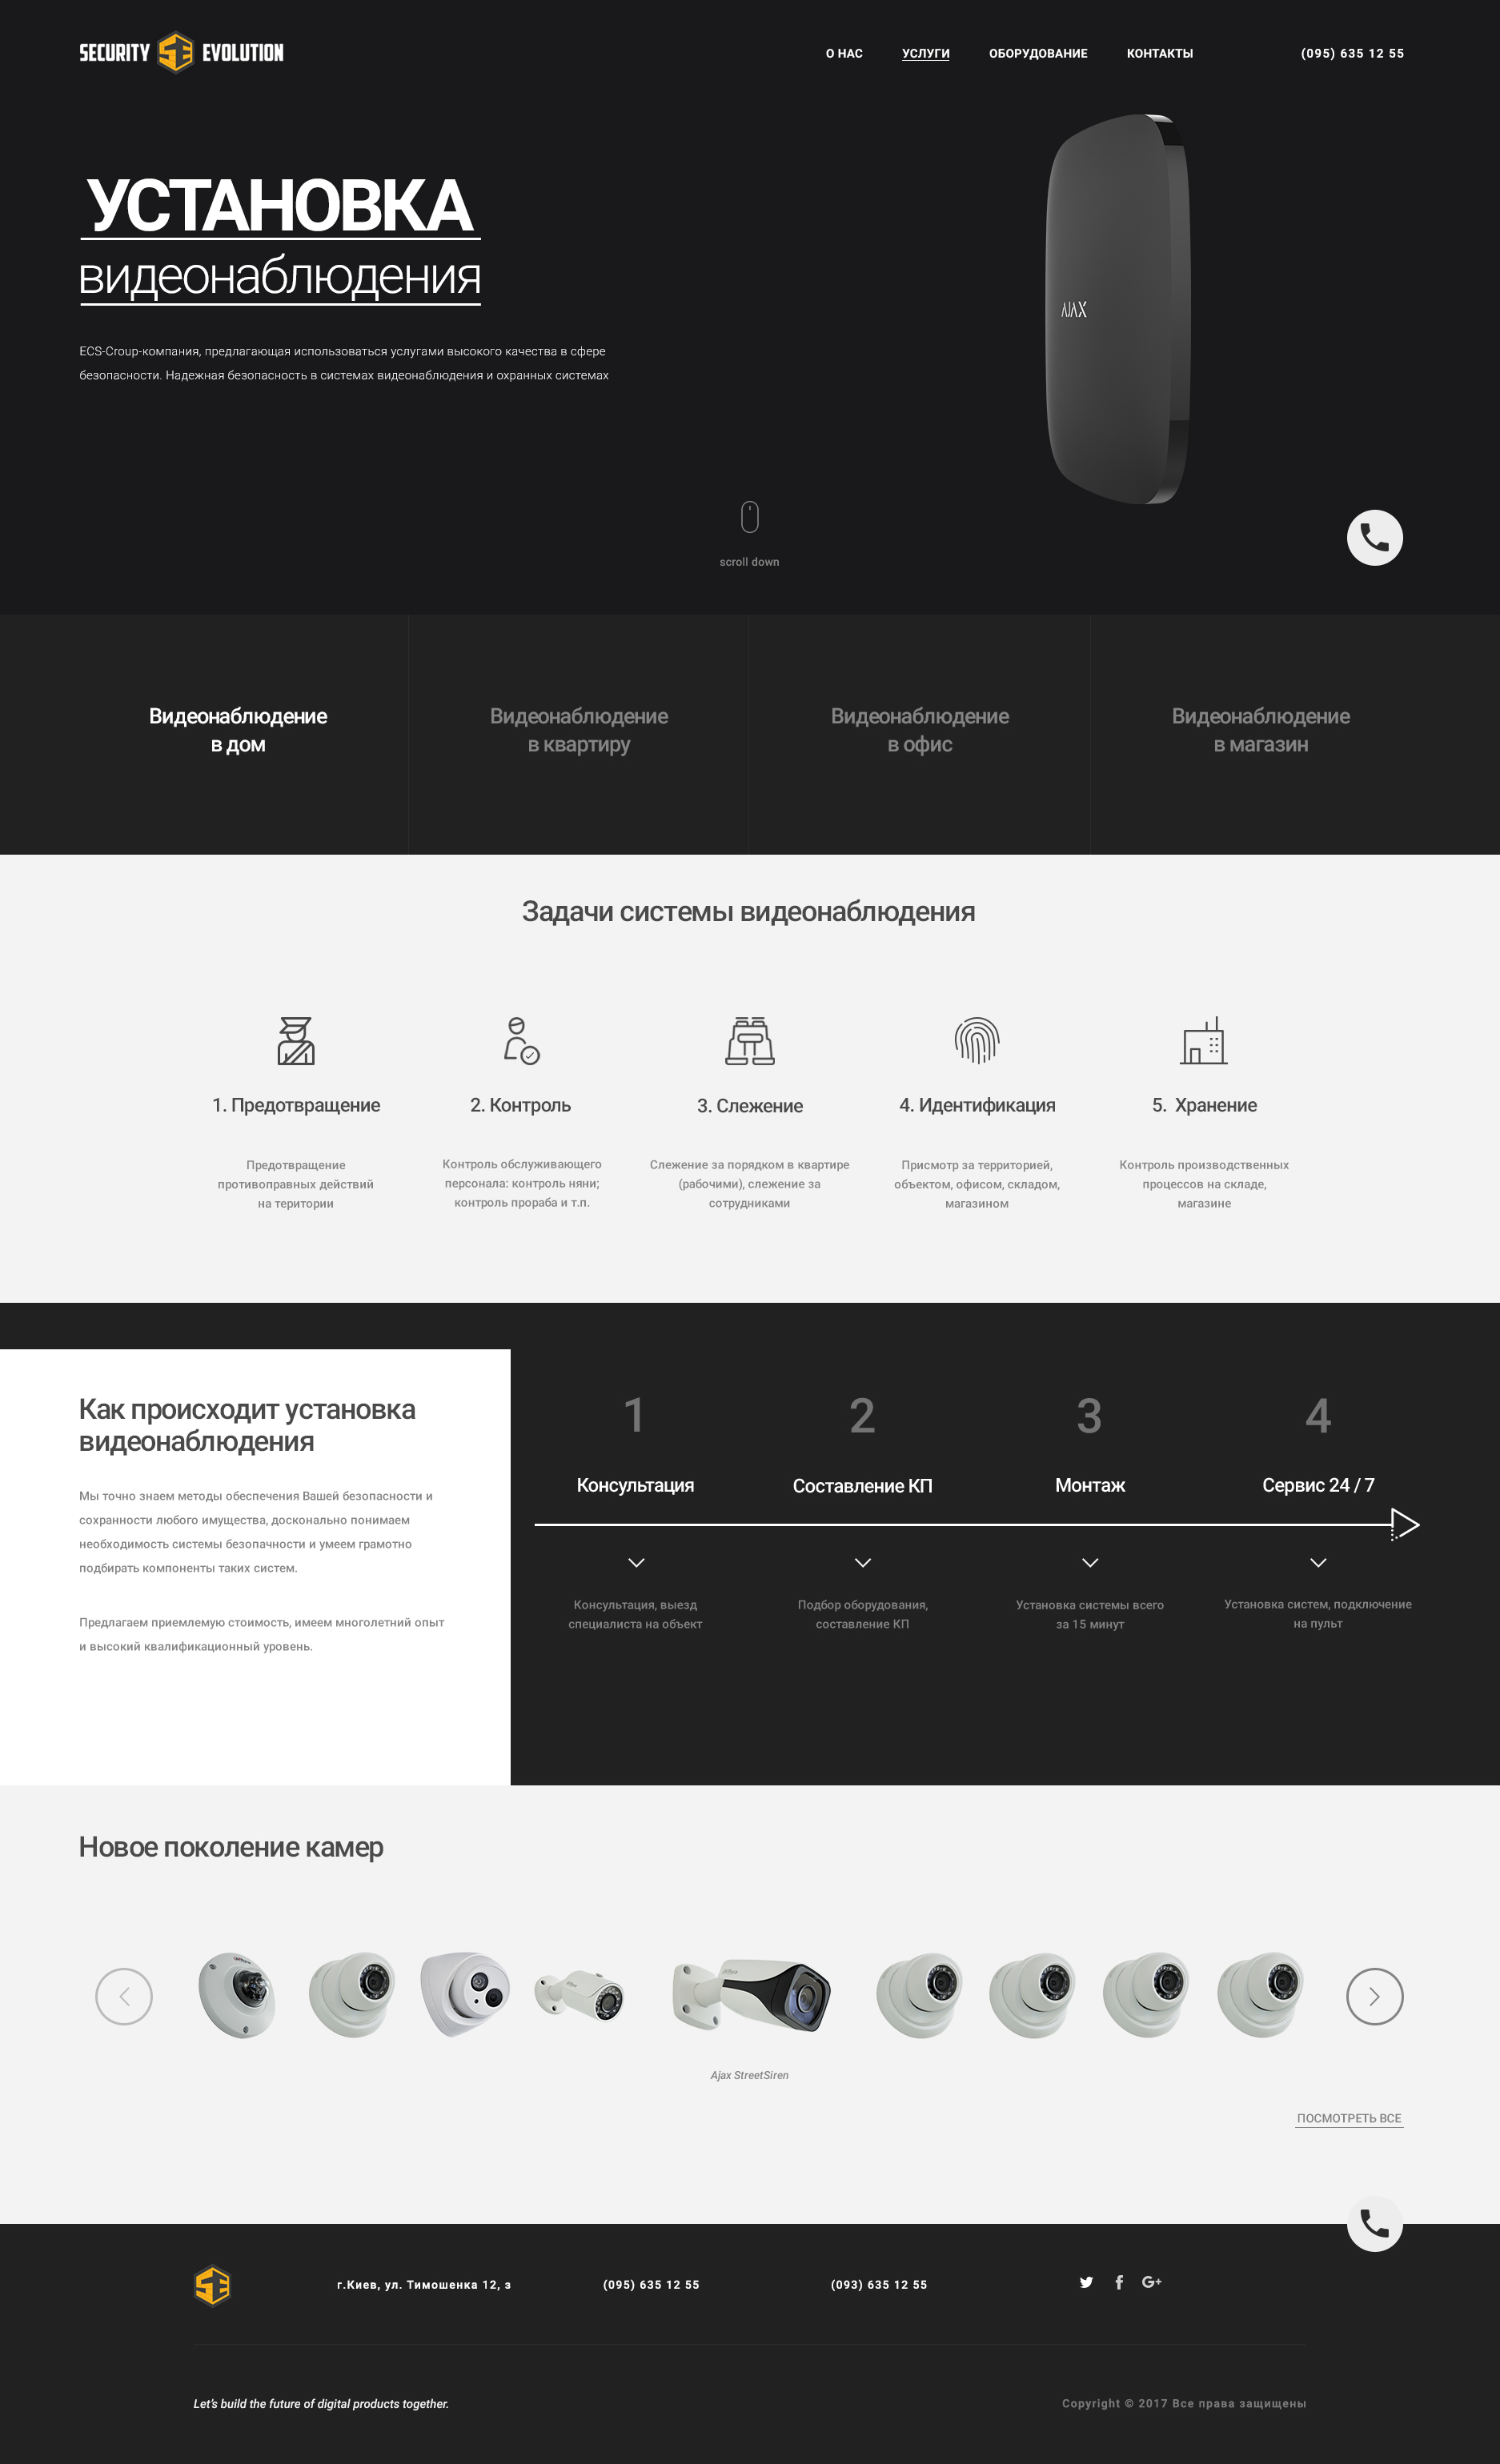 SECURITY SE EVOLUTION
О НАС УСЛУГИ ОБОРУДОВАНИЕ КОНТАКТЫ (095) 635 12 55
УСТАНОВКА
видеонаблюдения
AJAX
ECS-Croup-компания, предлагающая использоваться услугами высокого качества в сфере
безопасности. Надежная безопасность в системах видеонаблюдения и охранных системах
scroll down
Видеонаблюдение
в дом
Видеонаблюдение
в квартиру
Видеонаблюдение
в офис
Видеонаблюдение
в магазин
Задачи системы видеонаблюдения
1. Предотвращение
Предотвращение
противоправных действий
на територии
2. Контроль
Контроль обслуживающего
персонала: контроль няни;
контроль прораба и т.п.
3. Слежение
Слежение за порядком в квартире
(рабочими), слежение за
сотрудниками
4. Идентификация
Присмотр за территорией,
объектом, офисом, складом,
магазином
5. Хранение
Контроль производственных
процессов на складе,
магазине
Как происходит установка
видеонаблюдения
Мы точно знаем методы обеспечения Вашей безопасности и
сохранности любого имущества, досконально понимаем
необходимость системы безопачности и умеем грамотно
подбирать компоненты таких систем.
Предлагаем приемлемую стоимость, имеем многолетний опыт
и высокий квалификационный уровень.
1
Консультация
Консультация, выезд
специалиста на объект
2
Составление КП
Подбор оборудования,
составление КП
3
Монтаж
Установка системы всего
за 15 минут
4
Сервис 24 / 7
Установка систем, подключение
на пульт
Новое поколение камер
Ajax StreetSiren
ПОСМОТРЕТЬ ВСЕ
SE
г.Киев, ул. Тимошенка 12, з
(095) 635 12 55
(093) 635 12 55
Let's build the future of digital products together.
Copyright © 2017 Все права защищены